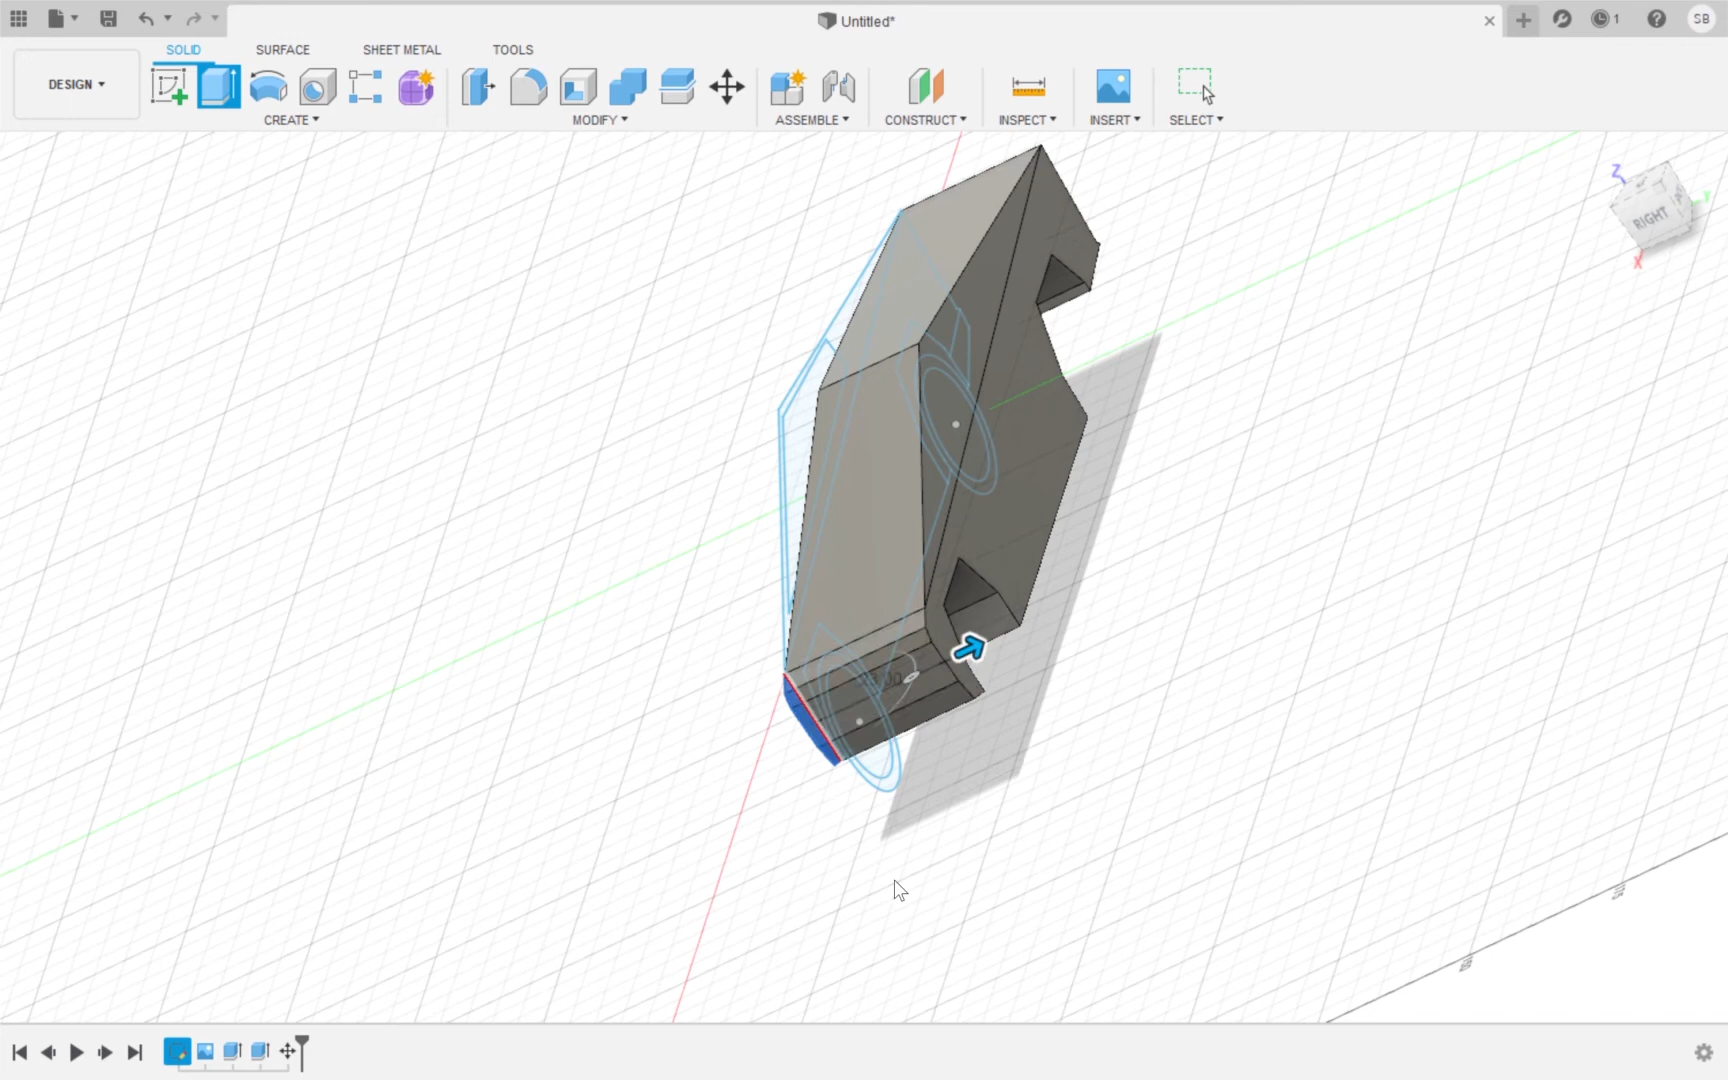 Untitled*
1
SB
SOLID
SURFACE
SHEET METAL
TOOLS
DESIGN
CREATE
MODIFY
ASSEMBLE
CONSTRUCT
INSPECT
INSERT
SELECT
Z
Y
RIGHT
X